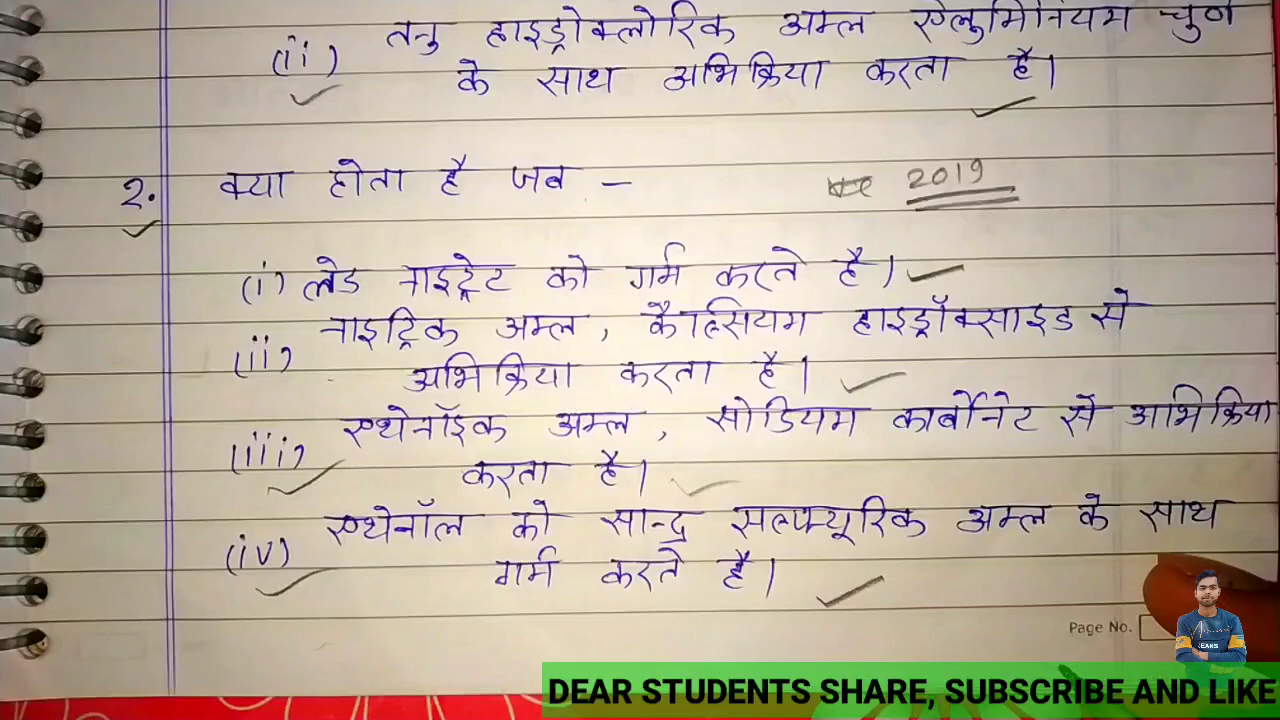 तनु हाइड्रोक्लोरिक अम्ल एलुमिनियम चुर्ण
(ii) के साथ अभिक्रिया करता है।
2. क्या होता है जब – 2019
(i) लेड नाइट्रेट को गर्म करते है।
नाइट्रिक अम्ल, कैल्सियम हाइड्रॉक्साइड से
(ii) अभिक्रिया करता है।
एथेनॉइक अम्ल, सोडियम कार्बोनेट से अभिक्रिया
(iii) करता है।
एथेनॉल को सान्द्र सल्फ्यूरिक अम्ल के साथ
(iv) गर्म करते है।
Page No.
DEAR STUDENTS SHARE, SUBSCRIBE AND LIKE